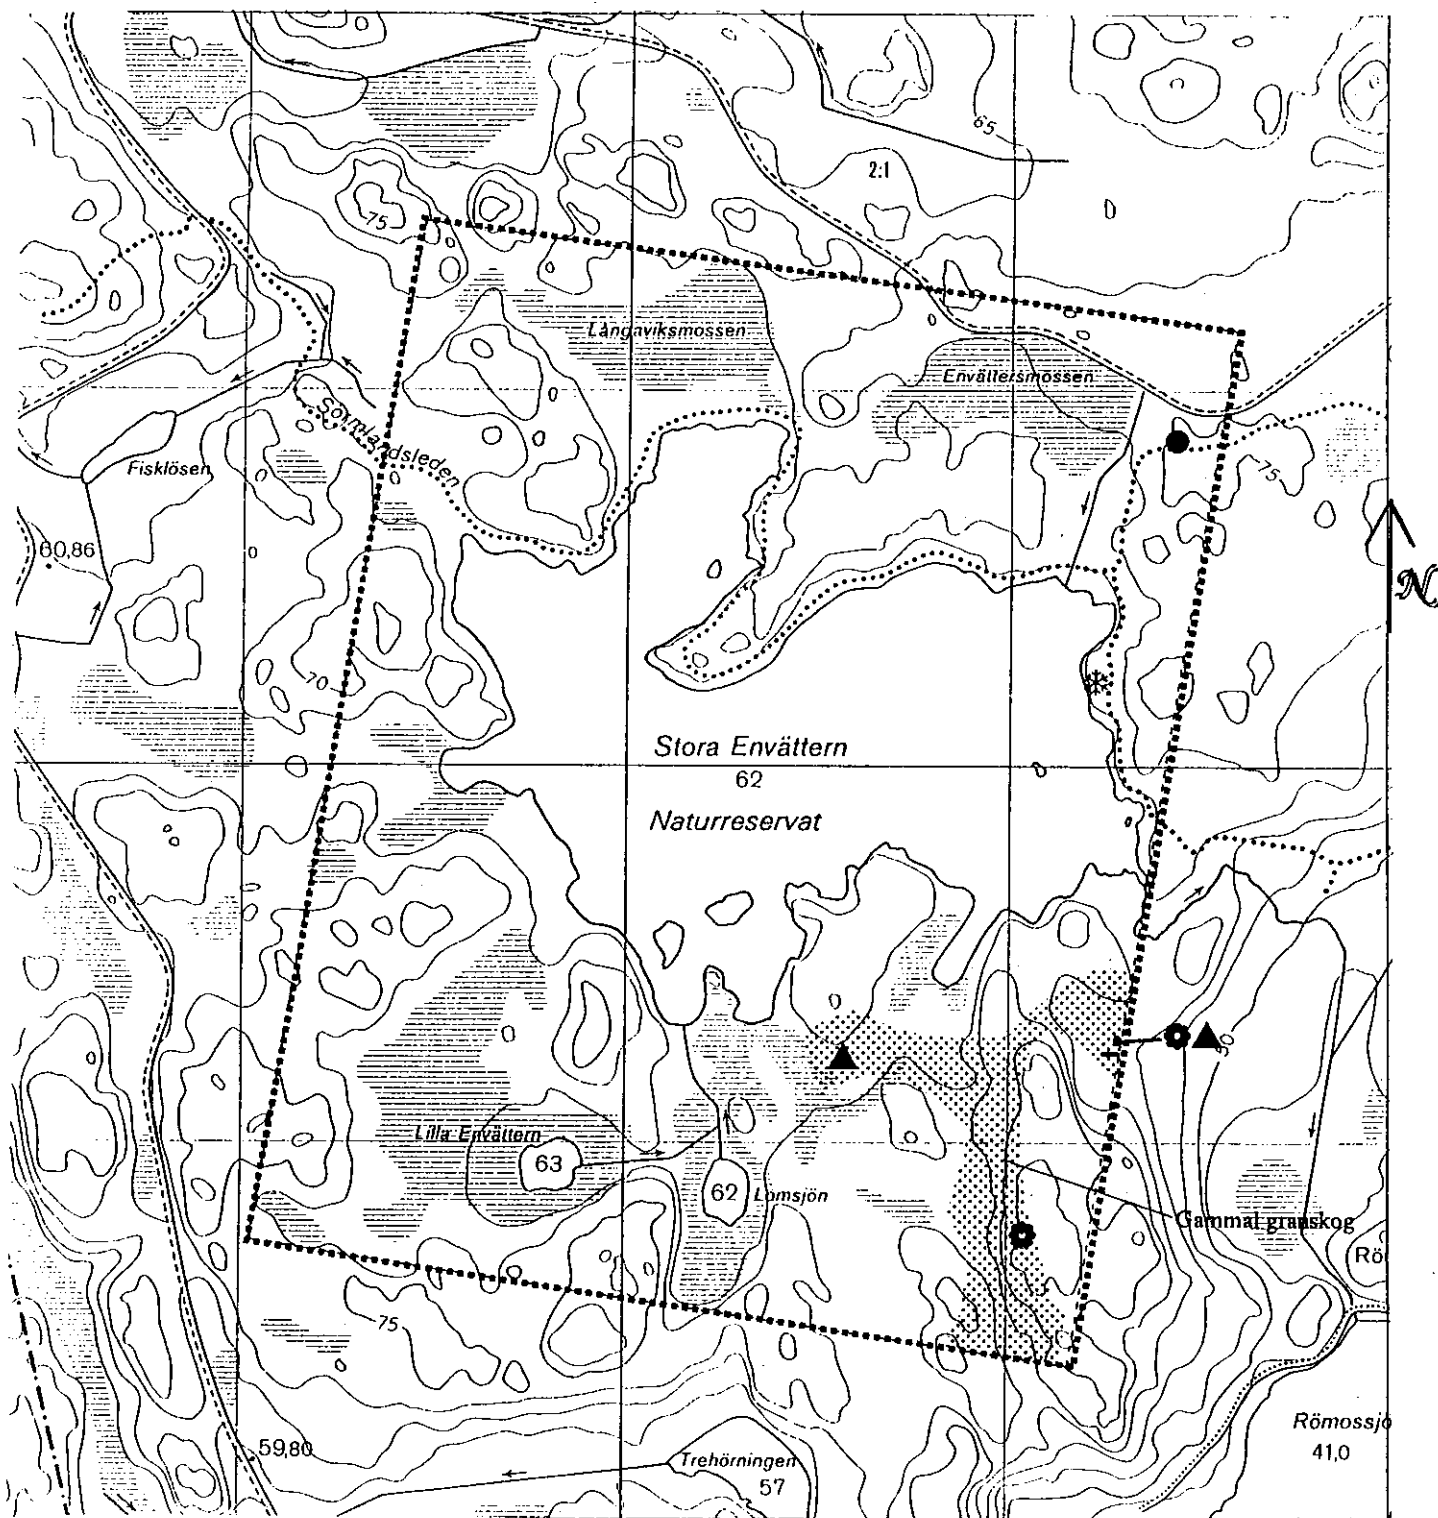 65
2:1
75
Långaviksmossen
Envättersmossen
Sörmlandsleden
Fisklösen
75
60,86
N
70
Stora Envättern
62
Naturreservat
50
Lilla Envättern
63
62
Lomsjön
Gammal granskog
Rö
75
Römossjö
41,0
59,80
Trehörningen
57